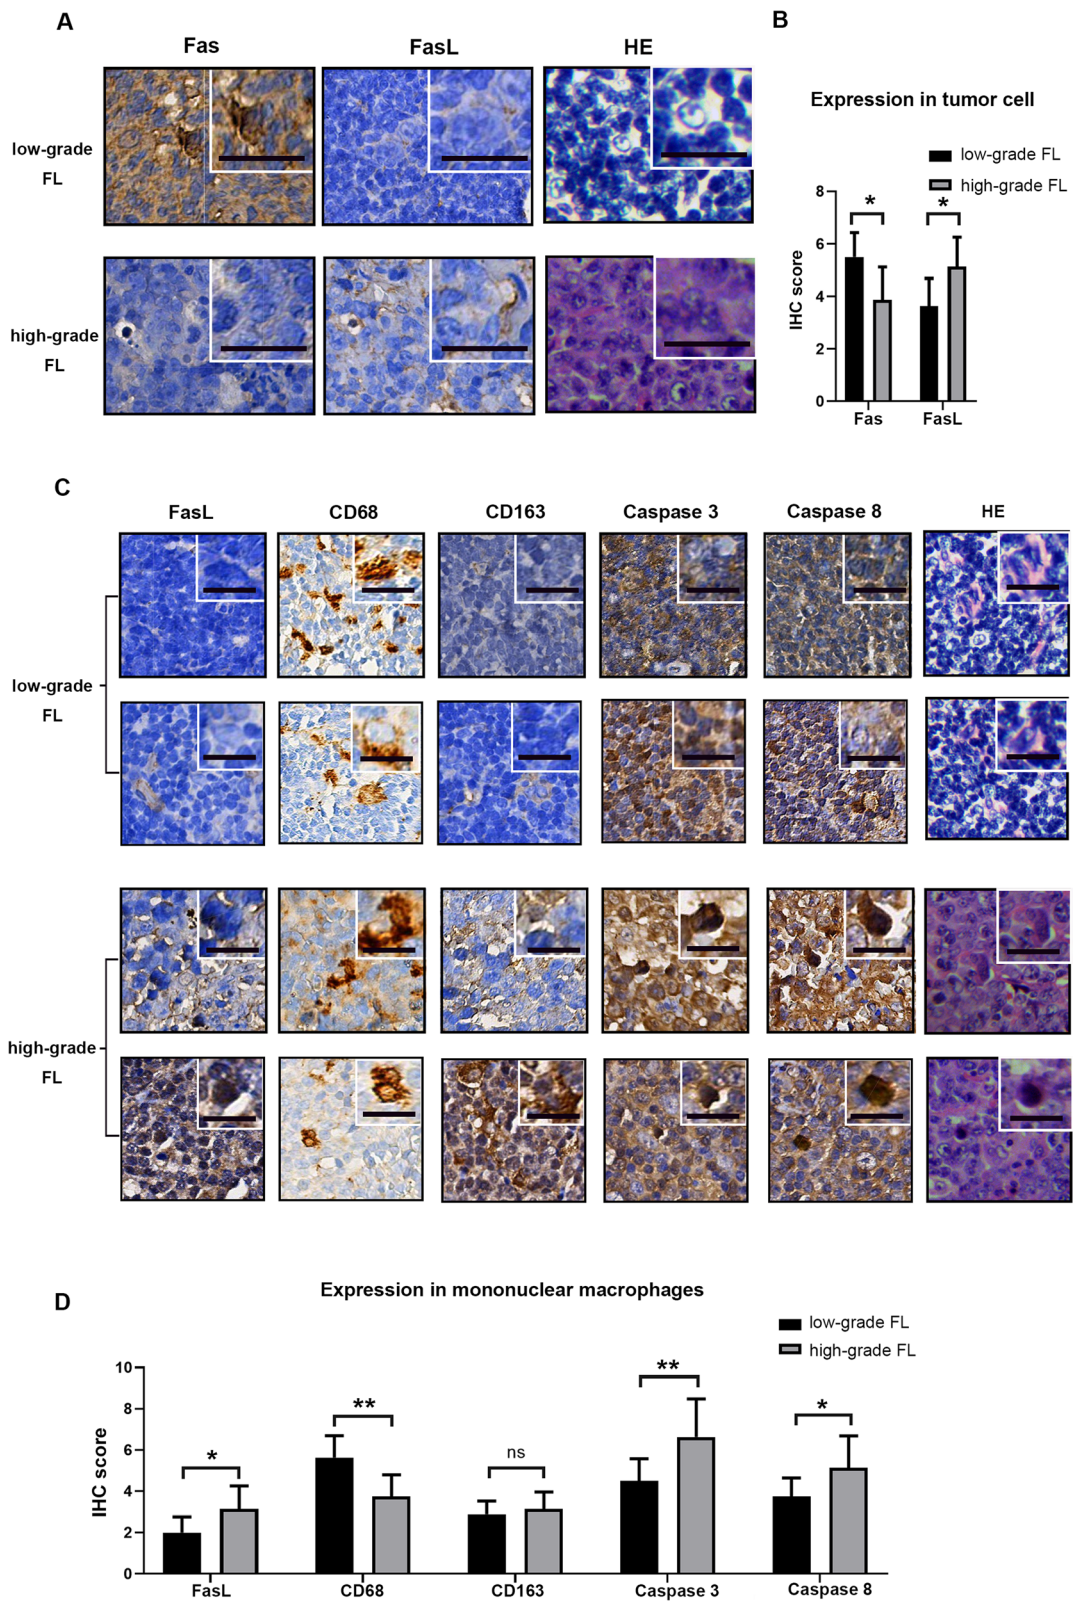 A
B
Fas
FasL
HE
low-grade
FL
high-grade
FL
Expression in tumor cell
low-grade FL
high-grade FL
IHC score
8
6
4
2
0
*
*
Fas
FasL
C
FasL
CD68
CD163
Caspase 3
Caspase 8
HE
low-grade
FL
high-grade
FL
D
Expression in mononuclear macrophages
low-grade FL
high-grade FL
IHC score
10
8
6
4
2
0
*
**
ns
**
*
FasL
CD68
CD163
Caspase 3
Caspase 8